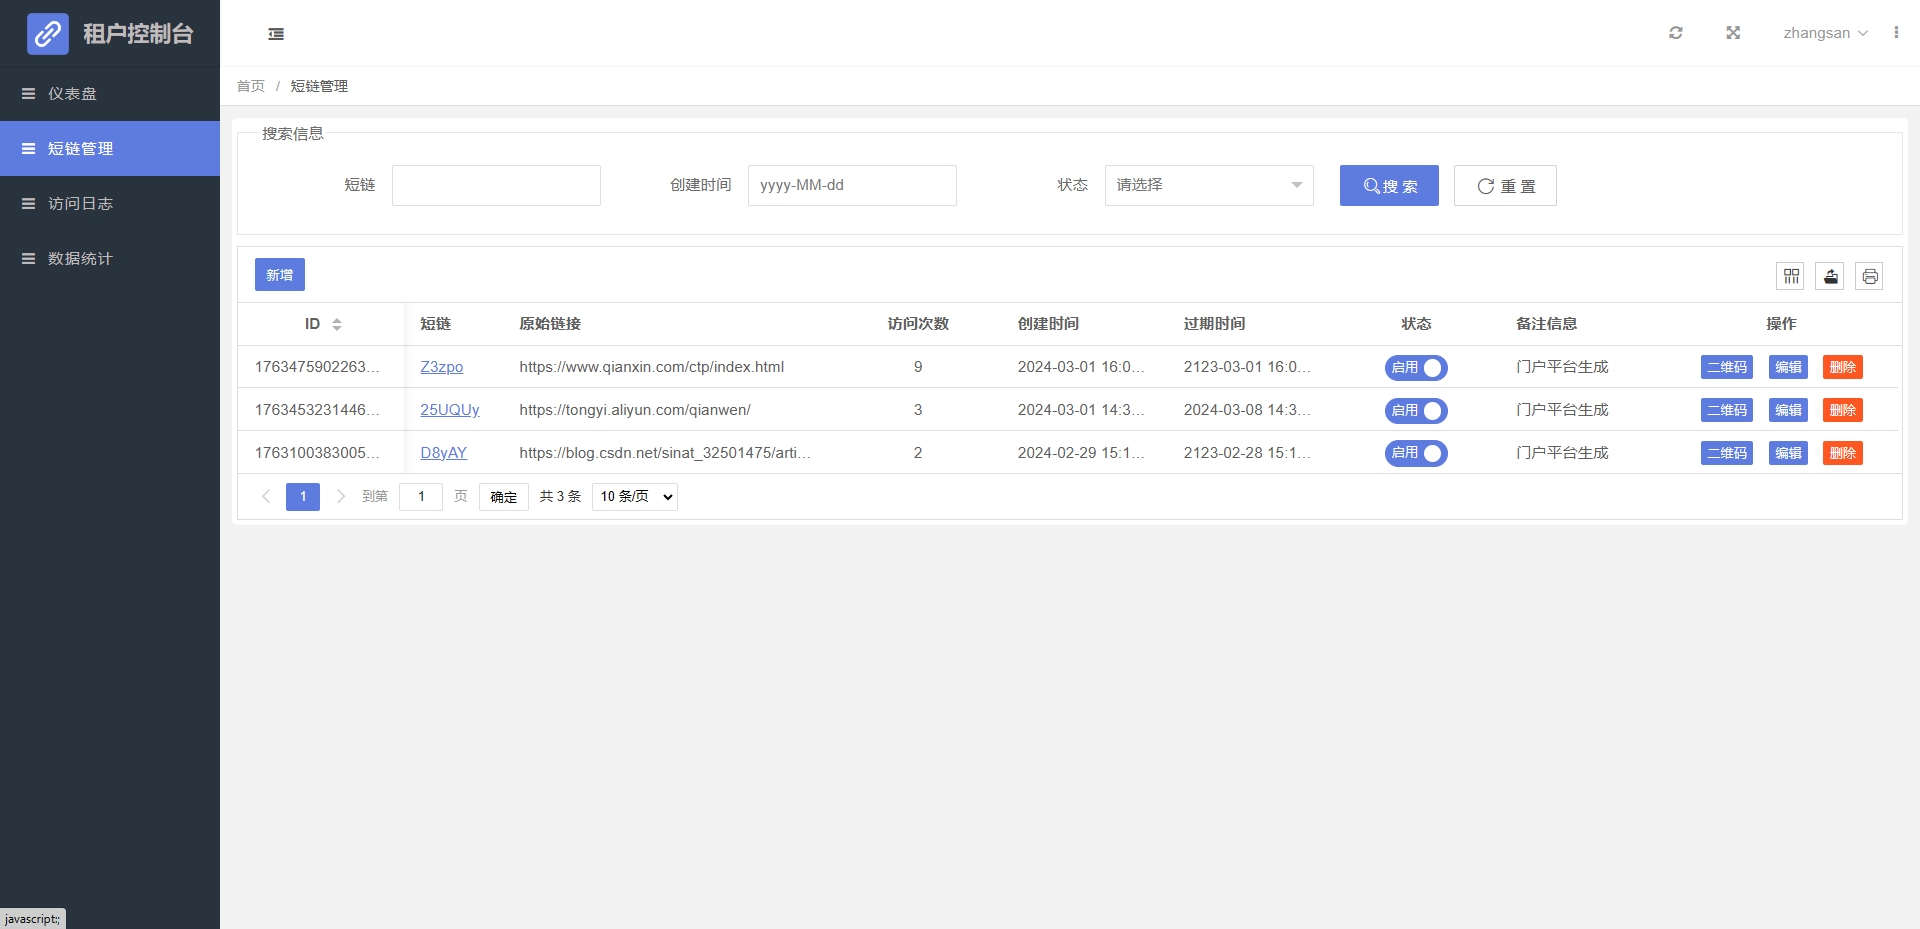 租户控制台
zhangsan
仪表盘
短链管理
访问日志
数据统计
首页 / 短链管理
搜索信息
短链 创建时间 yyyy-MM-dd 状态 请选择 搜 索 重 置
新增
ID 短链 原始链接 访问次数 创建时间 过期时间 状态 备注信息 操作
1763475902263... Z3zpo https://www.qianxin.com/ctp/index.html 9 2024-03-01 16:0... 2123-03-01 16:0... 启用 门户平台生成 二维码 编辑 删除
1763453231446... 25UQUy https://tongyi.aliyun.com/qianwen/ 3 2024-03-01 14:3... 2024-03-08 14:3... 启用 门户平台生成 二维码 编辑 删除
1763100383005... D8yAY https://blog.csdn.net/sinat_32501475/arti... 2 2024-02-29 15:1... 2123-02-28 15:1... 启用 门户平台生成 二维码 编辑 删除
1 到第 1 页 确定 共 3 条 10 条/页
javascript:;